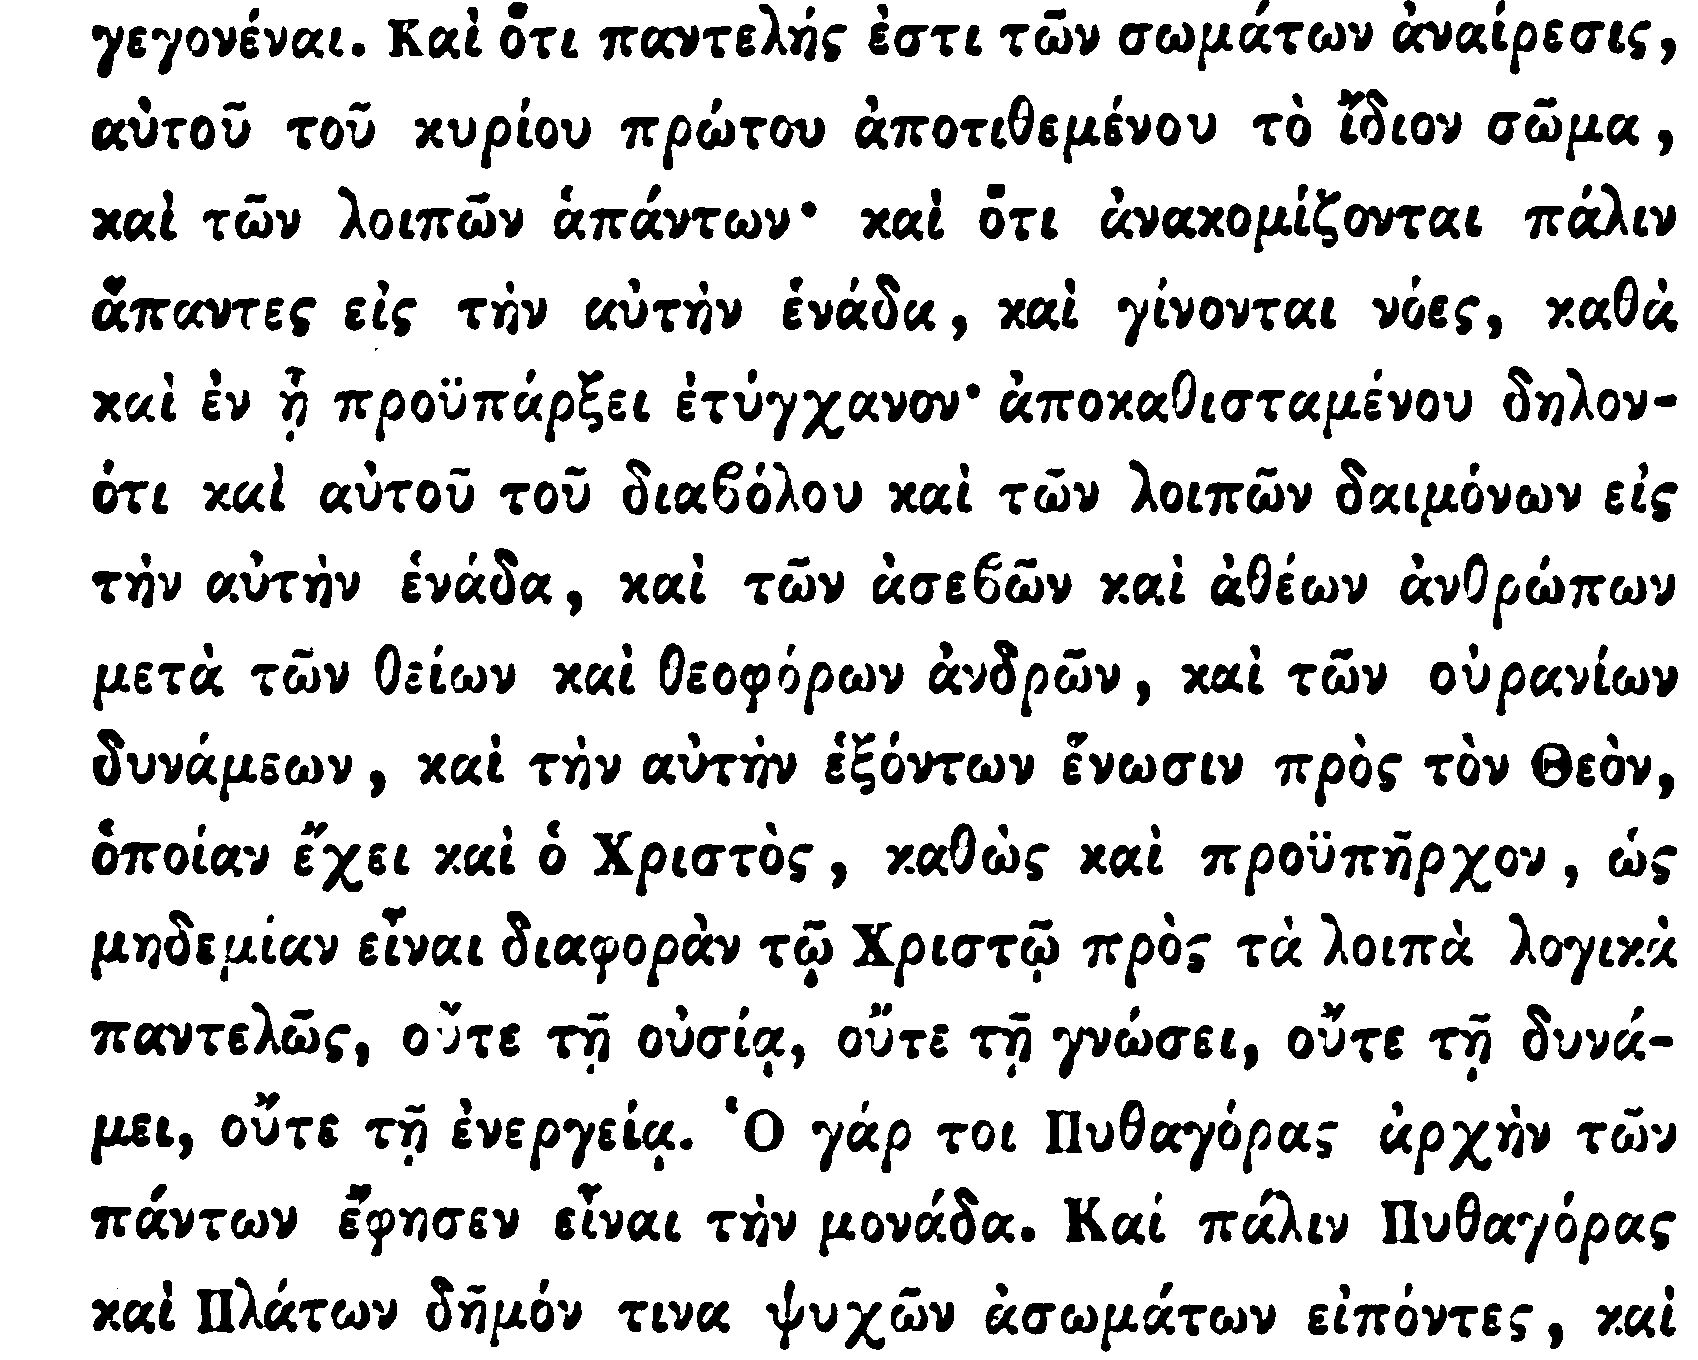 γεγονέναι. Καὶ ὅτι παντελής ἐστι τῶν σωμάτων ἀναίρεσις,
αὐτοῦ τοῦ κυρίου πρώτου ἀποτιθεμένου τὸ ἴδιον σῶμα,
καὶ τῶν λοιπῶν ἁπάντων· καὶ ὅτι ἀνακομίζονται πάλιν
ἅπαντες εἰς τὴν αὐτὴν ἑνάδα, καὶ γίνονται νόες, καθὰ
καὶ ἐν ᾗ προϋπάρξει ἐτύγχανον· ἀποκαθισταμένου δηλον-
ότι καὶ αὐτοῦ τοῦ διαϐόλου καὶ τῶν λοιπῶν δαιμόνων εἰς
τὴν αὐτὴν ἑνάδα, καὶ τῶν ἀσεϐῶν καὶ ἀθέων ἀνθρώπων
μετὰ τῶν θείων καὶ θεοφόρων ἀνδρῶν, καὶ τῶν οὐρανίων
δυνάμεων, καὶ τὴν αὐτὴν ἑξόντων ἕνωσιν πρὸς τὸν Θεὸν,
ὁποίαν ἔχει καὶ ὁ Χριστὸς, καθὼς καὶ προϋπῆρχον, ὡς
μηδεμίαν εἶναι διαφορὰν τῷ Χριστῷ πρὸς τὰ λοιπὰ λογικὰ
παντελῶς, οὔτε τῇ οὐσίᾳ, οὔτε τῇ γνώσει, οὔτε τῇ δυνά-
μει, οὔτε τῇ ἐνεργείᾳ. Ὁ γάρ τοι Πυθαγόρας ἀρχὴν τῶν
πάντων ἔφησεν εἶναι τὴν μονάδα. Καὶ πάλιν Πυθαγόρας
καὶ Πλάτων δῆμόν τινα ψυχῶν ἀσωμάτων εἰπόντες, καὶ